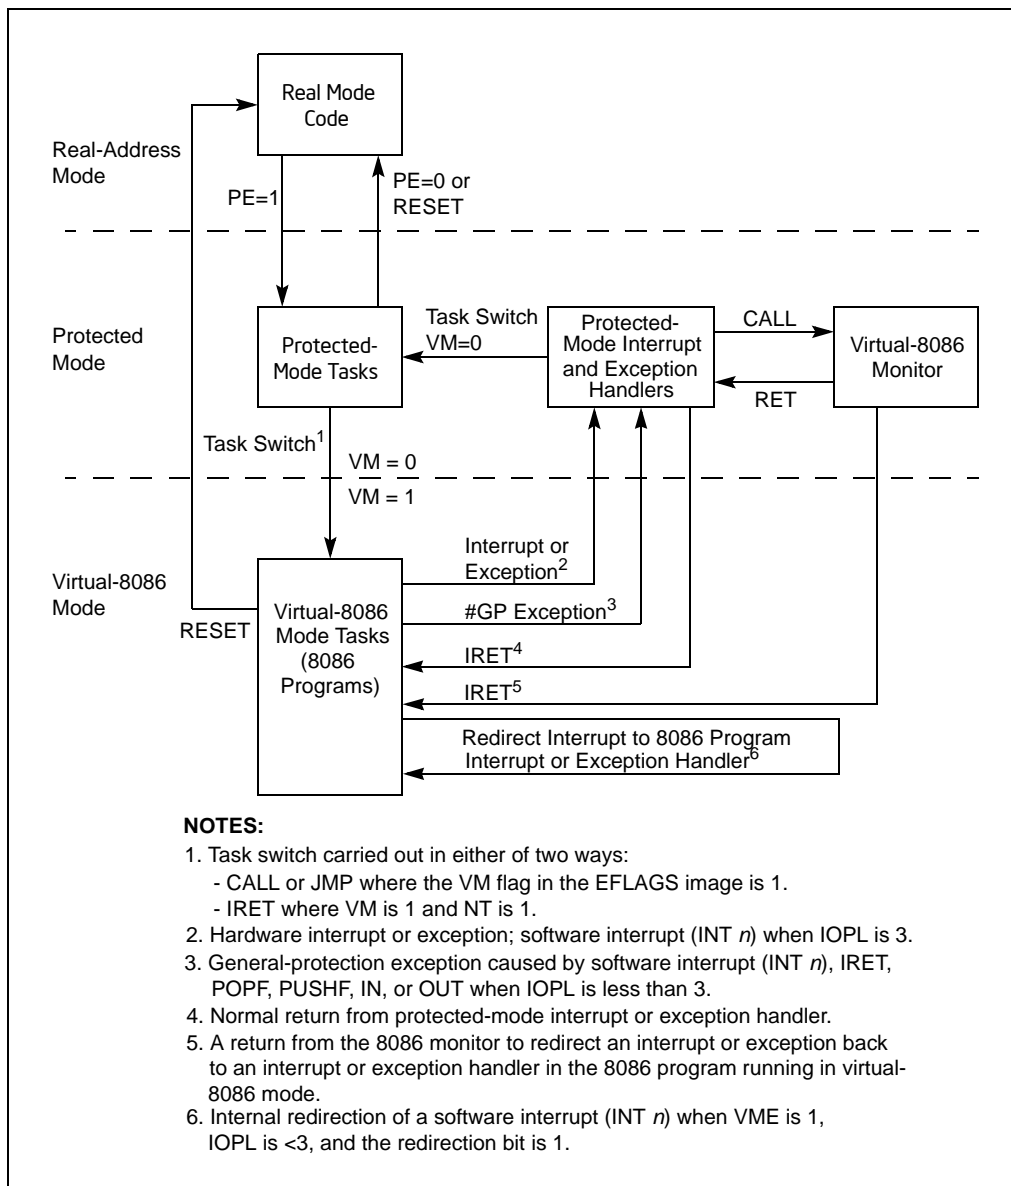 Real Mode
Code
Real-Address
Mode
PE=1
PE=0 or
RESET
Protected
Mode
Protected-
Mode Tasks
Task Switch
VM=0
Protected-
Mode Interrupt
and Exception
Handlers
CALL
RET
Virtual-8086
Monitor
Task Switch1
VM = 0
VM = 1
Virtual-8086
Mode
RESET
Virtual-8086
Mode Tasks
(8086
Programs)
Interrupt or
Exception2
#GP Exception3
IRET4
IRET5
Redirect Interrupt to 8086 Program
Interrupt or Exception Handler6
NOTES:
1. Task switch carried out in either of two ways:
- CALL or JMP where the VM flag in the EFLAGS image is 1.
- IRET where VM is 1 and NT is 1.
2. Hardware interrupt or exception; software interrupt (INT n) when IOPL is 3.
3. General-protection exception caused by software interrupt (INT n), IRET,
POPF, PUSHF, IN, or OUT when IOPL is less than 3.
4. Normal return from protected-mode interrupt or exception handler.
5. A return from the 8086 monitor to redirect an interrupt or exception back
to an interrupt or exception handler in the 8086 program running in virtual-
8086 mode.
6. Internal redirection of a software interrupt (INT n) when VME is 1,
IOPL is <3, and the redirection bit is 1.